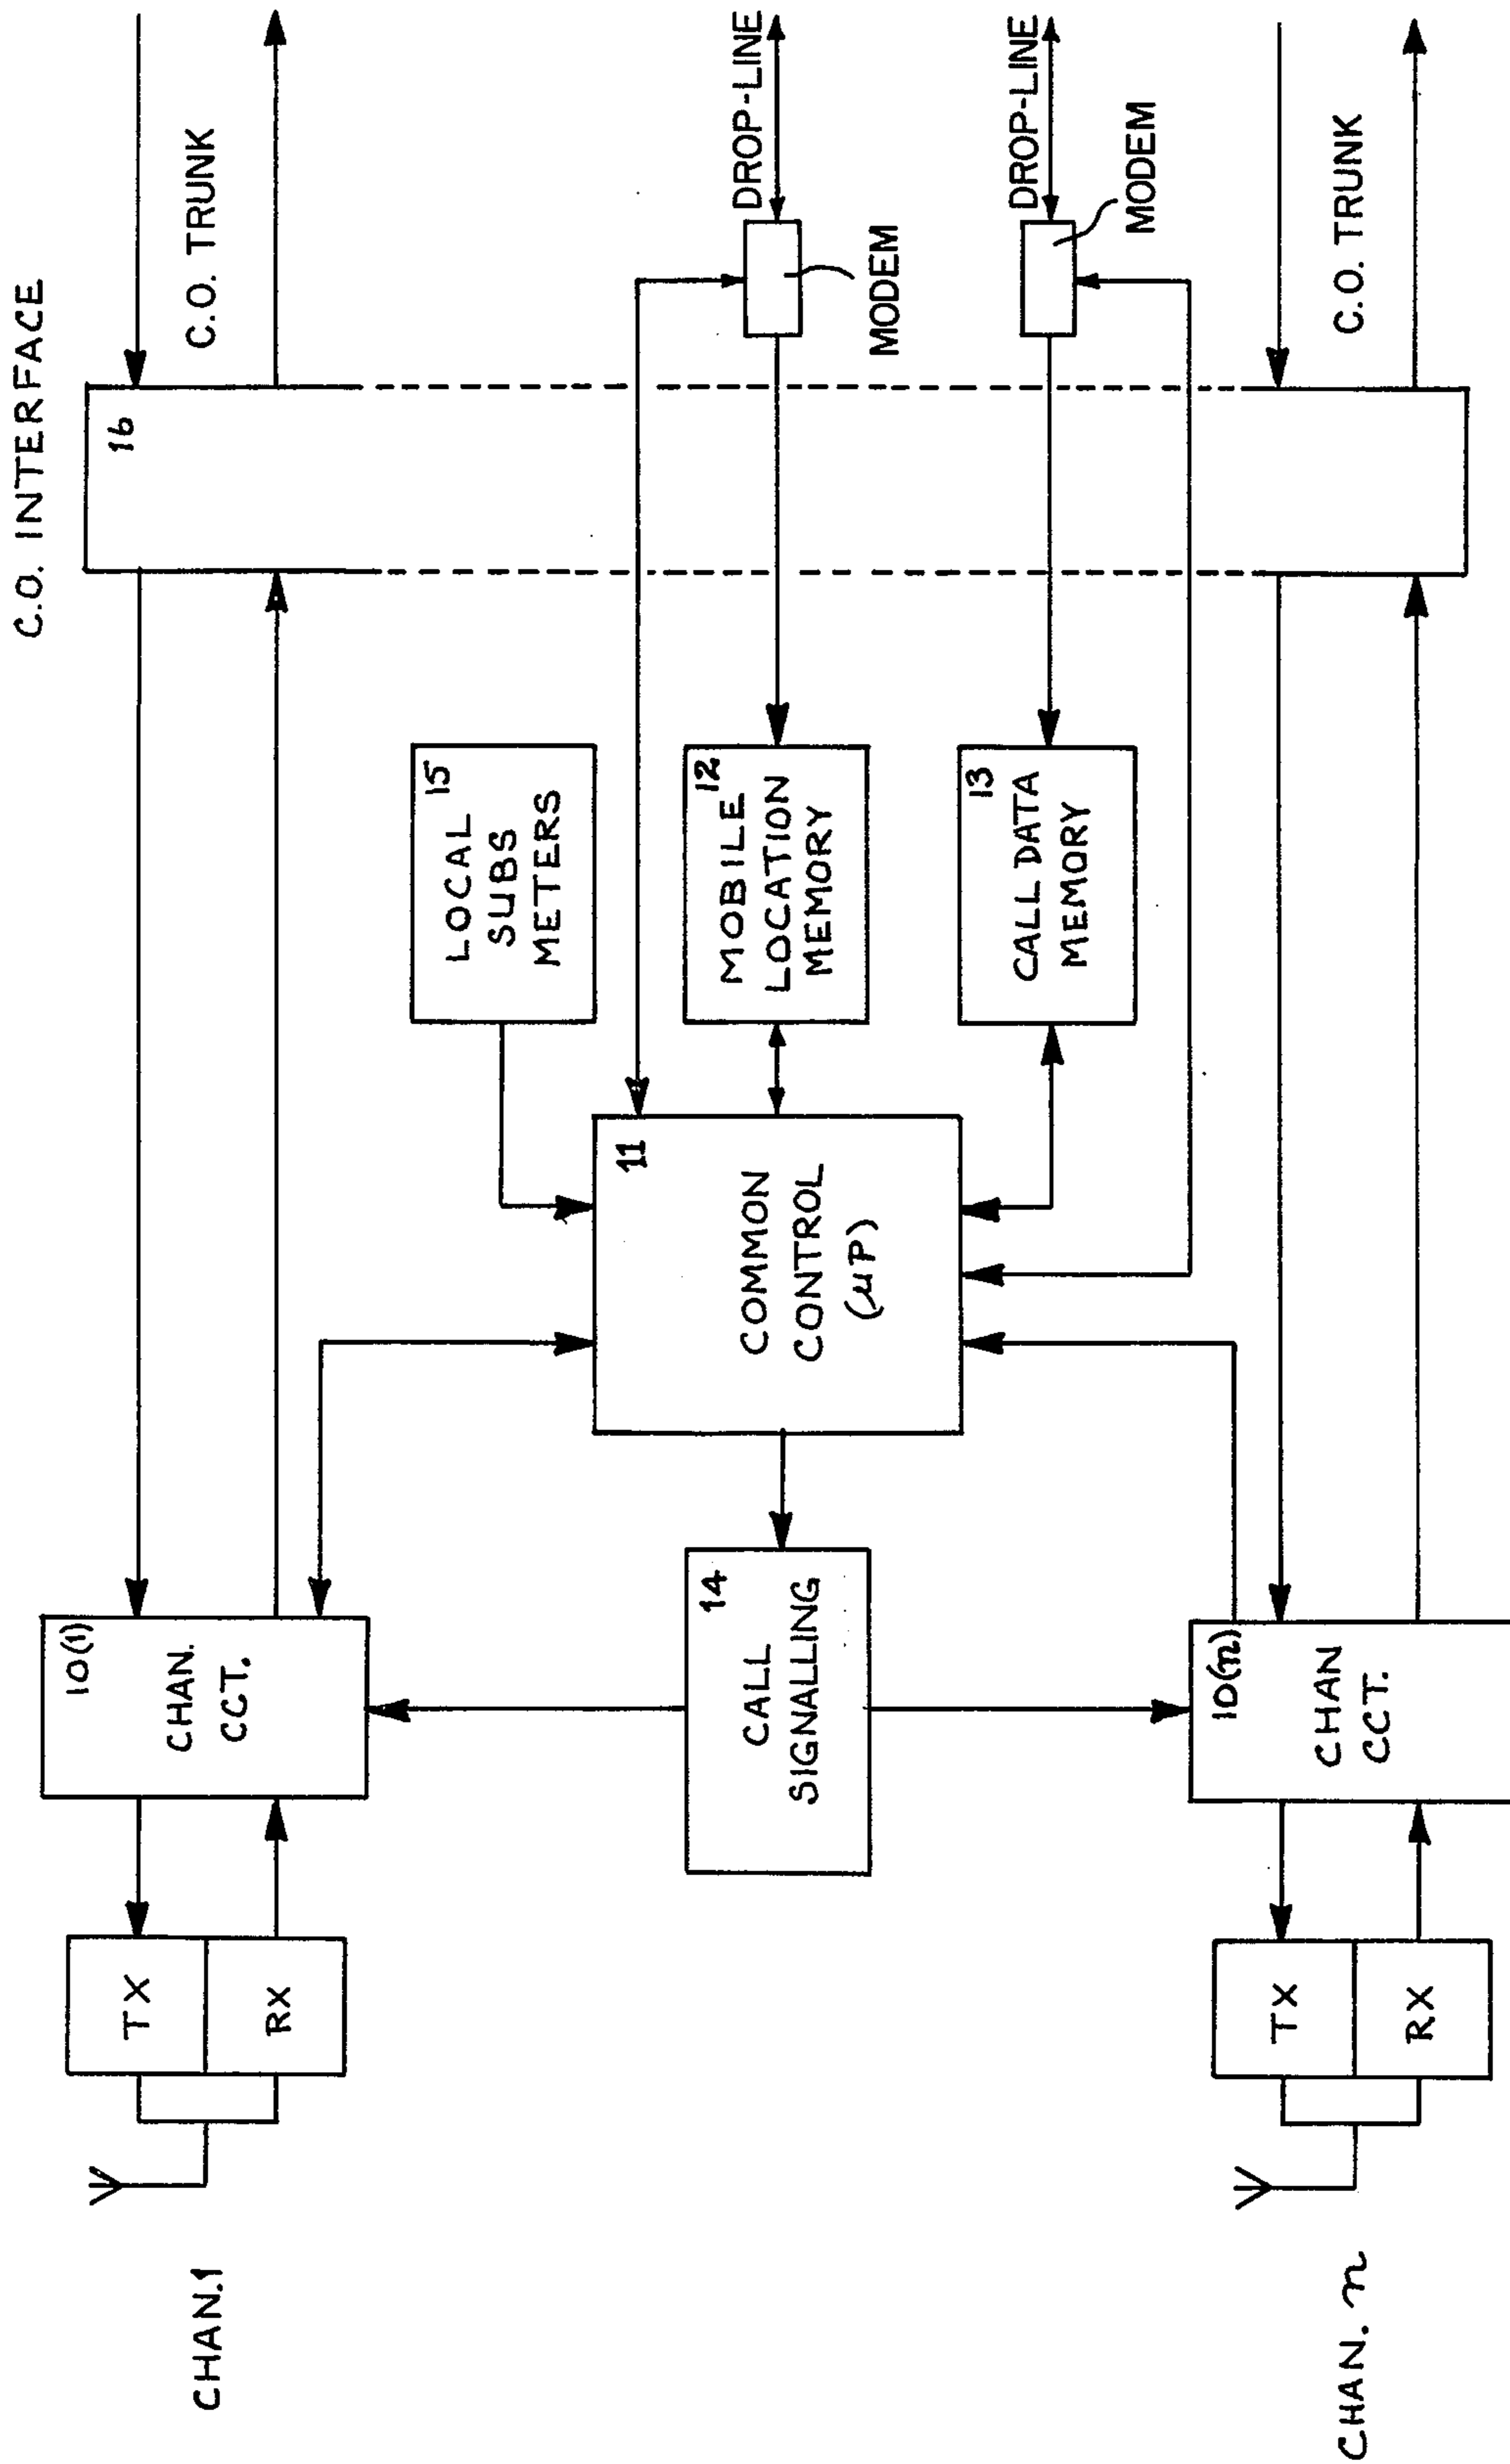 C.O. INTERFACE
CHAN.1
TX
RX
10(1)
CHAN.
CCT.
16
C.O. TRUNK
15
LOCAL
SUBS
METERS
14
CALL
SIGNALLING
11
COMMON
CONTROL
(μP)
12
MOBILE
LOCATION
MEMORY
DROP-LINE
MODEM
13
CALL DATA
MEMORY
DROP-LINE
MODEM
CHAN. n
TX
RX
10(n)
CHAN
CCT.
C.O. TRUNK